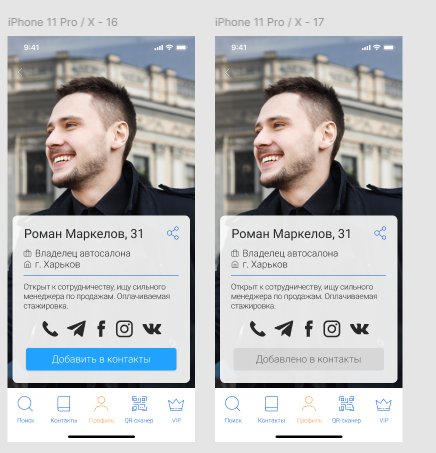 iPhone 11 Pro / X – 16
9:41
Роман Маркелов, 31
Владелец автосалона
г. Харьков
Открыт к сотрудничеству, ищу сильного
менеджера по продажам. Оплачиваемая
стажировка.
Добавить в контакты
Поиск
Контакты
Профиль
QR-сканер
VIP
iPhone 11 Pro / X – 17
9:41
Роман Маркелов, 31
Владелец автосалона
г. Харьков
Открыт к сотрудничеству, ищу сильного
менеджера по продажам. Оплачиваемая
стажировка.
Добавлено в контакты
Поиск
Контакты
Профиль
QR-сканер
VIP